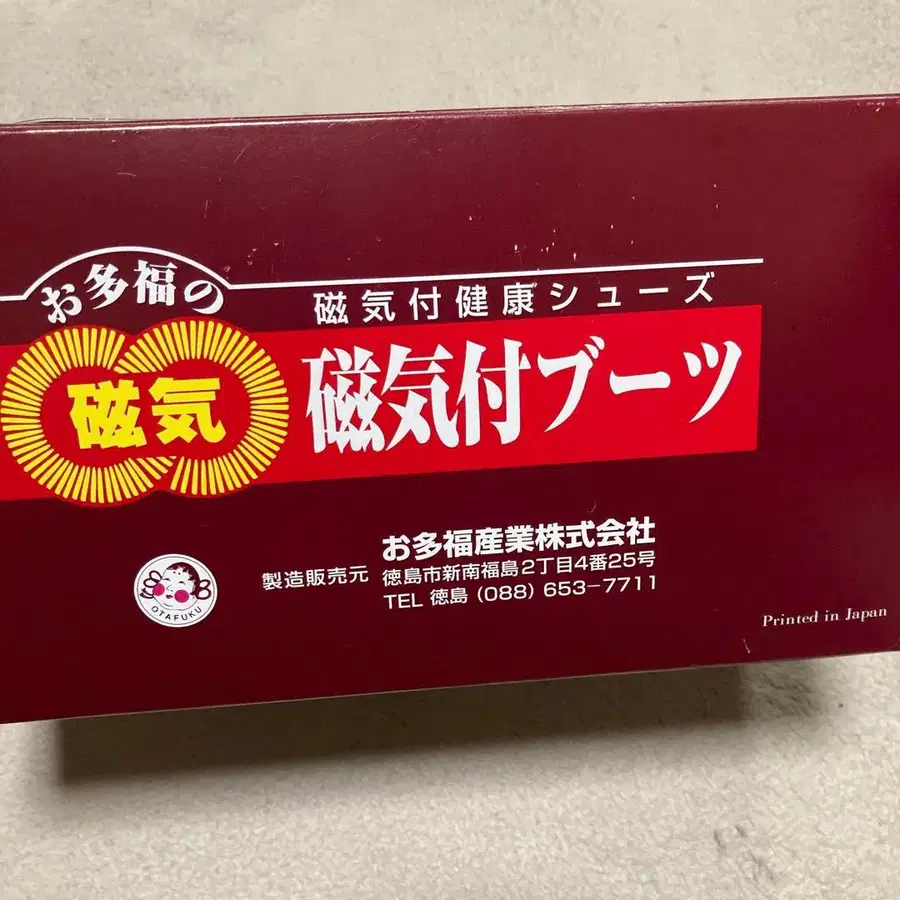 お多福の
磁気
磁気付健康シューズ
磁気付ブーツ
お多福産業株式会社
製造販売元 徳島市新南福島2丁目4番25号
TEL 徳島 (088) 653-7711
OTAFUKU
Printed in Japan